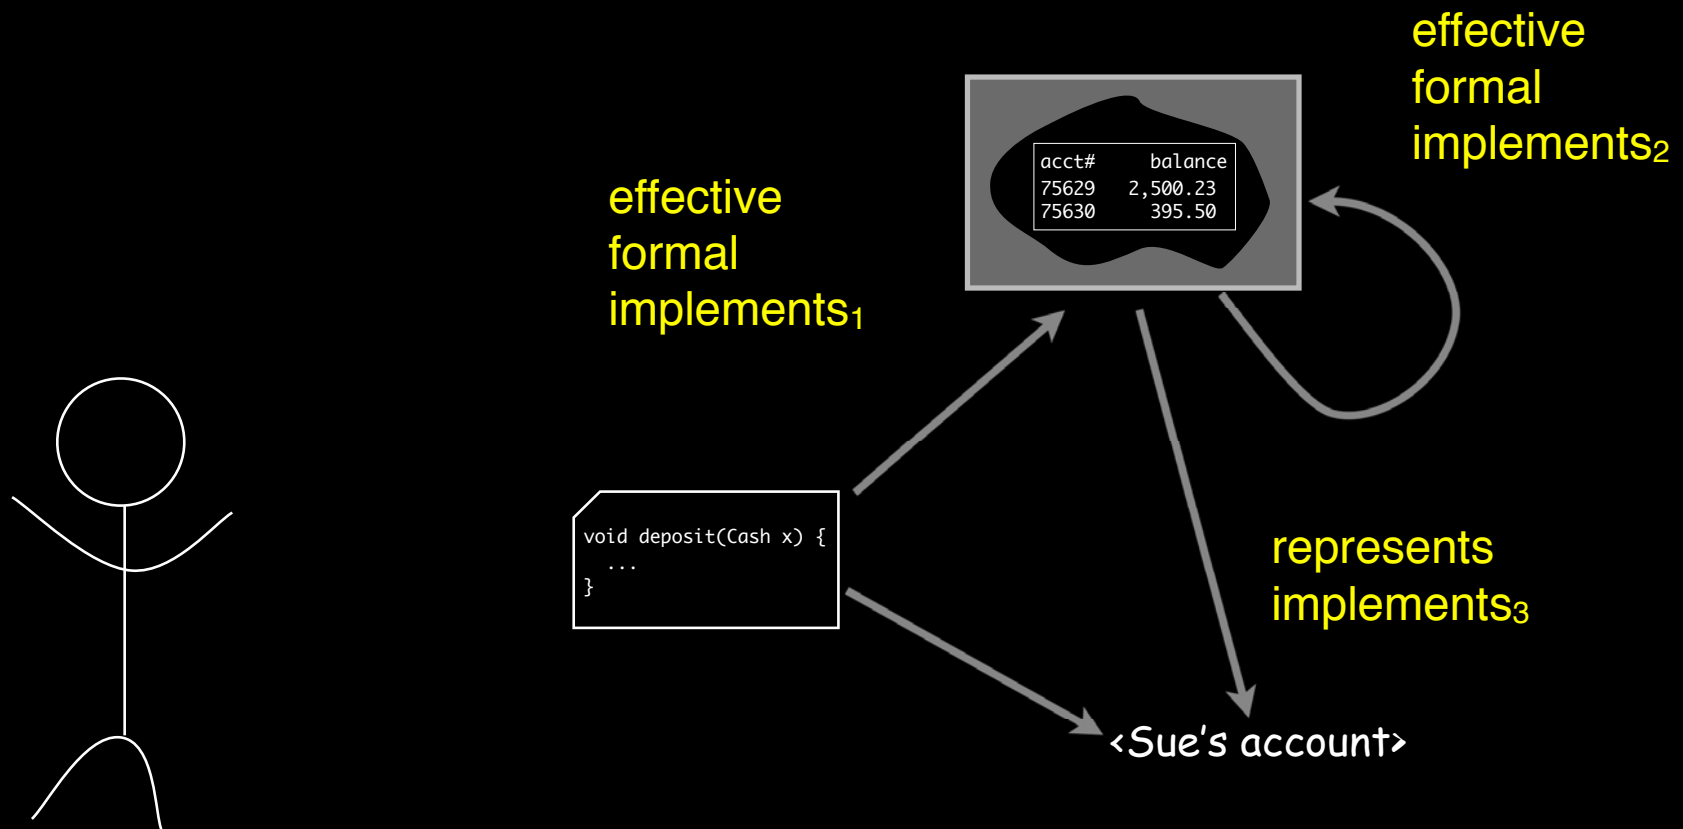 effective
formal
implements₂
acct# balance
75629 2,500.23
75630 395.50
effective
formal
implements₁
void deposit(Cash x) {
...
}
represents
implements₃
<Sue's account>